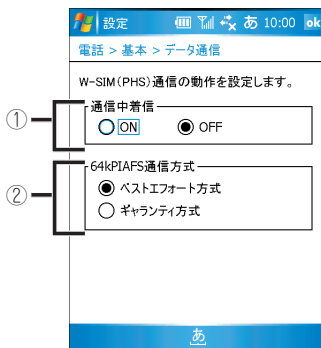 設定 あ 10:00 ok
電話 > 基本 > データ通信
W-SIM(PHS)通信の動作を設定します。
① 通信中着信
ON OFF
② 64kPIAFS通信方式
ベストエフォート方式
ギャランティ方式
あ